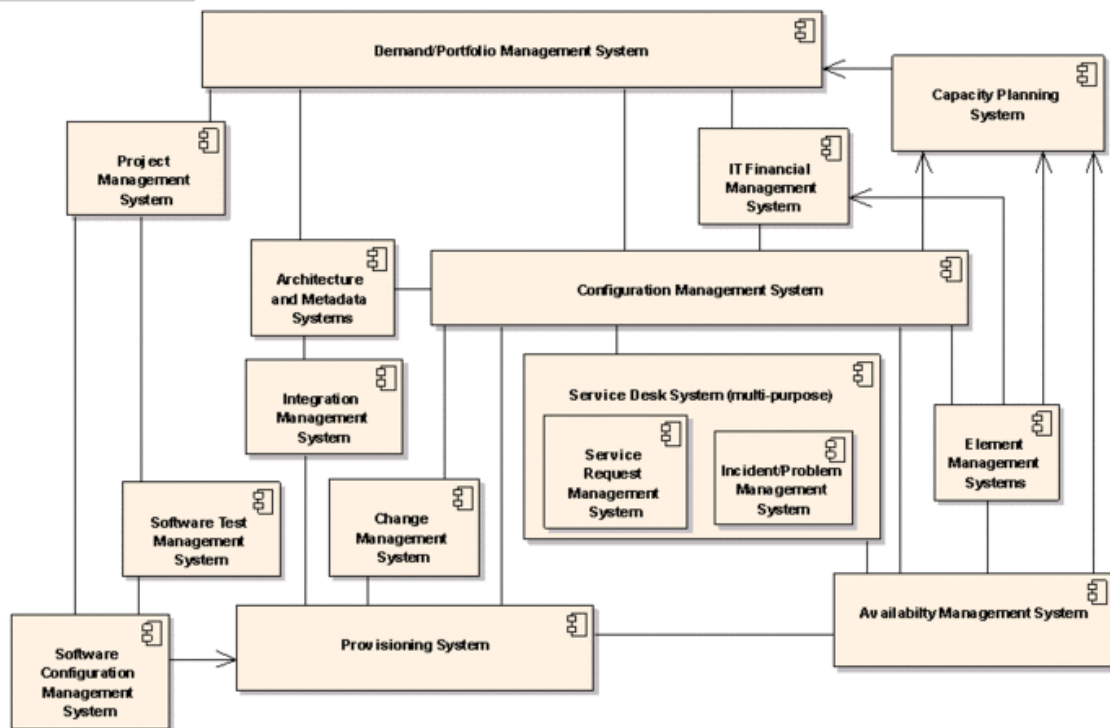 Demand/Portfolio Management System
Capacity Planning
System
Project
Management
System
IT Financial
Management
System
Architecture
and Metadata
Systems
Configuration Management System
Integration
Management
System
Service Desk System (multi-purpose)
Service
Request
Management
System
Incident/Problem
Management
System
Element
Management
Systems
Software Test
Management
System
Change
Management
System
Availabilty Management System
Provisioning System
Software
Configuration
Management
System